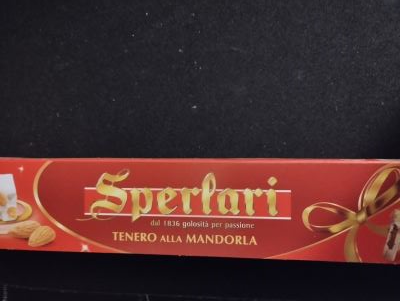 Sperlari
dal 1836 golosità per passione
TENERO ALLA MANDORLA